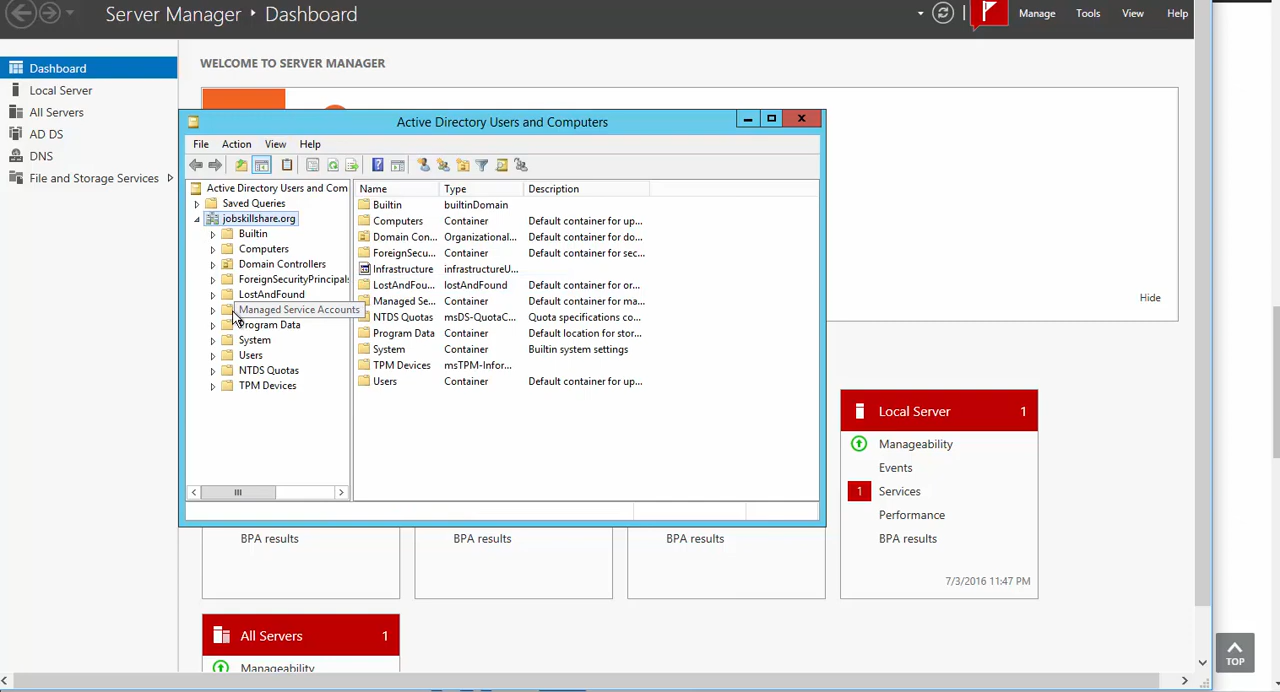 Server Manager ‣ Dashboard
Manage Tools View Help
Dashboard
Local Server
All Servers
AD DS
DNS
File and Storage Services
WELCOME TO SERVER MANAGER
Hide
Active Directory Users and Computers
File Action View Help
Active Directory Users and Com
Saved Queries
jobskillshare.org
Builtin
Computers
Domain Controllers
ForeignSecurityPrincipals
LostAndFound
Managed Service Accounts
Program Data
System
Users
NTDS Quotas
TPM Devices
Name Type Description
Builtin builtinDomain
Computers Container Default container for up...
Domain Con... Organizational... Default container for do...
ForeignSecu... Container Default container for sec...
Infrastructure infrastructureU...
LostAndFou... lostAndFound Default container for or...
Managed Se... Container Default container for ma...
NTDS Quotas msDS-QuotaC... Quota specifications co...
Program Data Container Default location for stor...
System Container Builtin system settings
TPM Devices msTPM-Infor...
Users Container Default container for up...
BPA results
BPA results
BPA results
Local Server 1
Manageability
Events
1 Services
Performance
BPA results
7/3/2016 11:47 PM
All Servers 1
Manageability
TOP